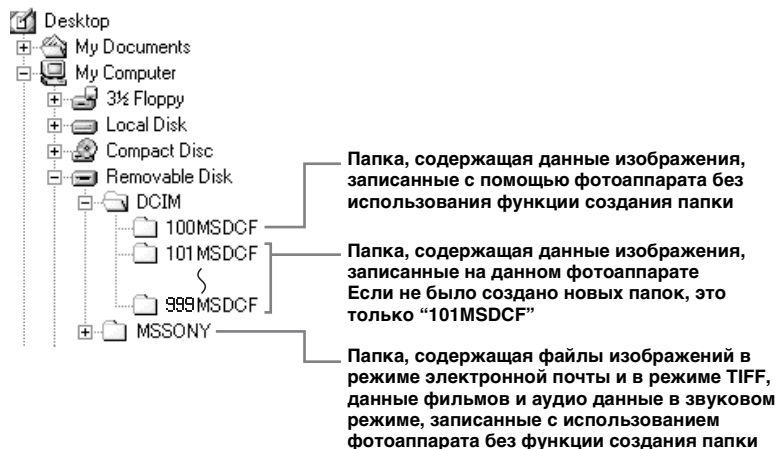 Desktop
My Documents
My Computer
3½ Floppy
Local Disk
Compact Disc
Removable Disk
DCIM
100MSDCF
101MSDCF
999MSDCF
MSSONY
Папка, содержащая данные изображения,
записанные с помощью фотоаппарата без
использования функции создания папки
Папка, содержащая данные изображения,
записанные на данном фотоаппарате
Если не было создано новых папок, это
только “101MSDCF”
Папка, содержащая файлы изображений в
режиме электронной почты и в режиме TIFF,
данные фильмов и аудио данные в звуковом
режиме, записанные с использованием
фотоаппарата без функции создания папки